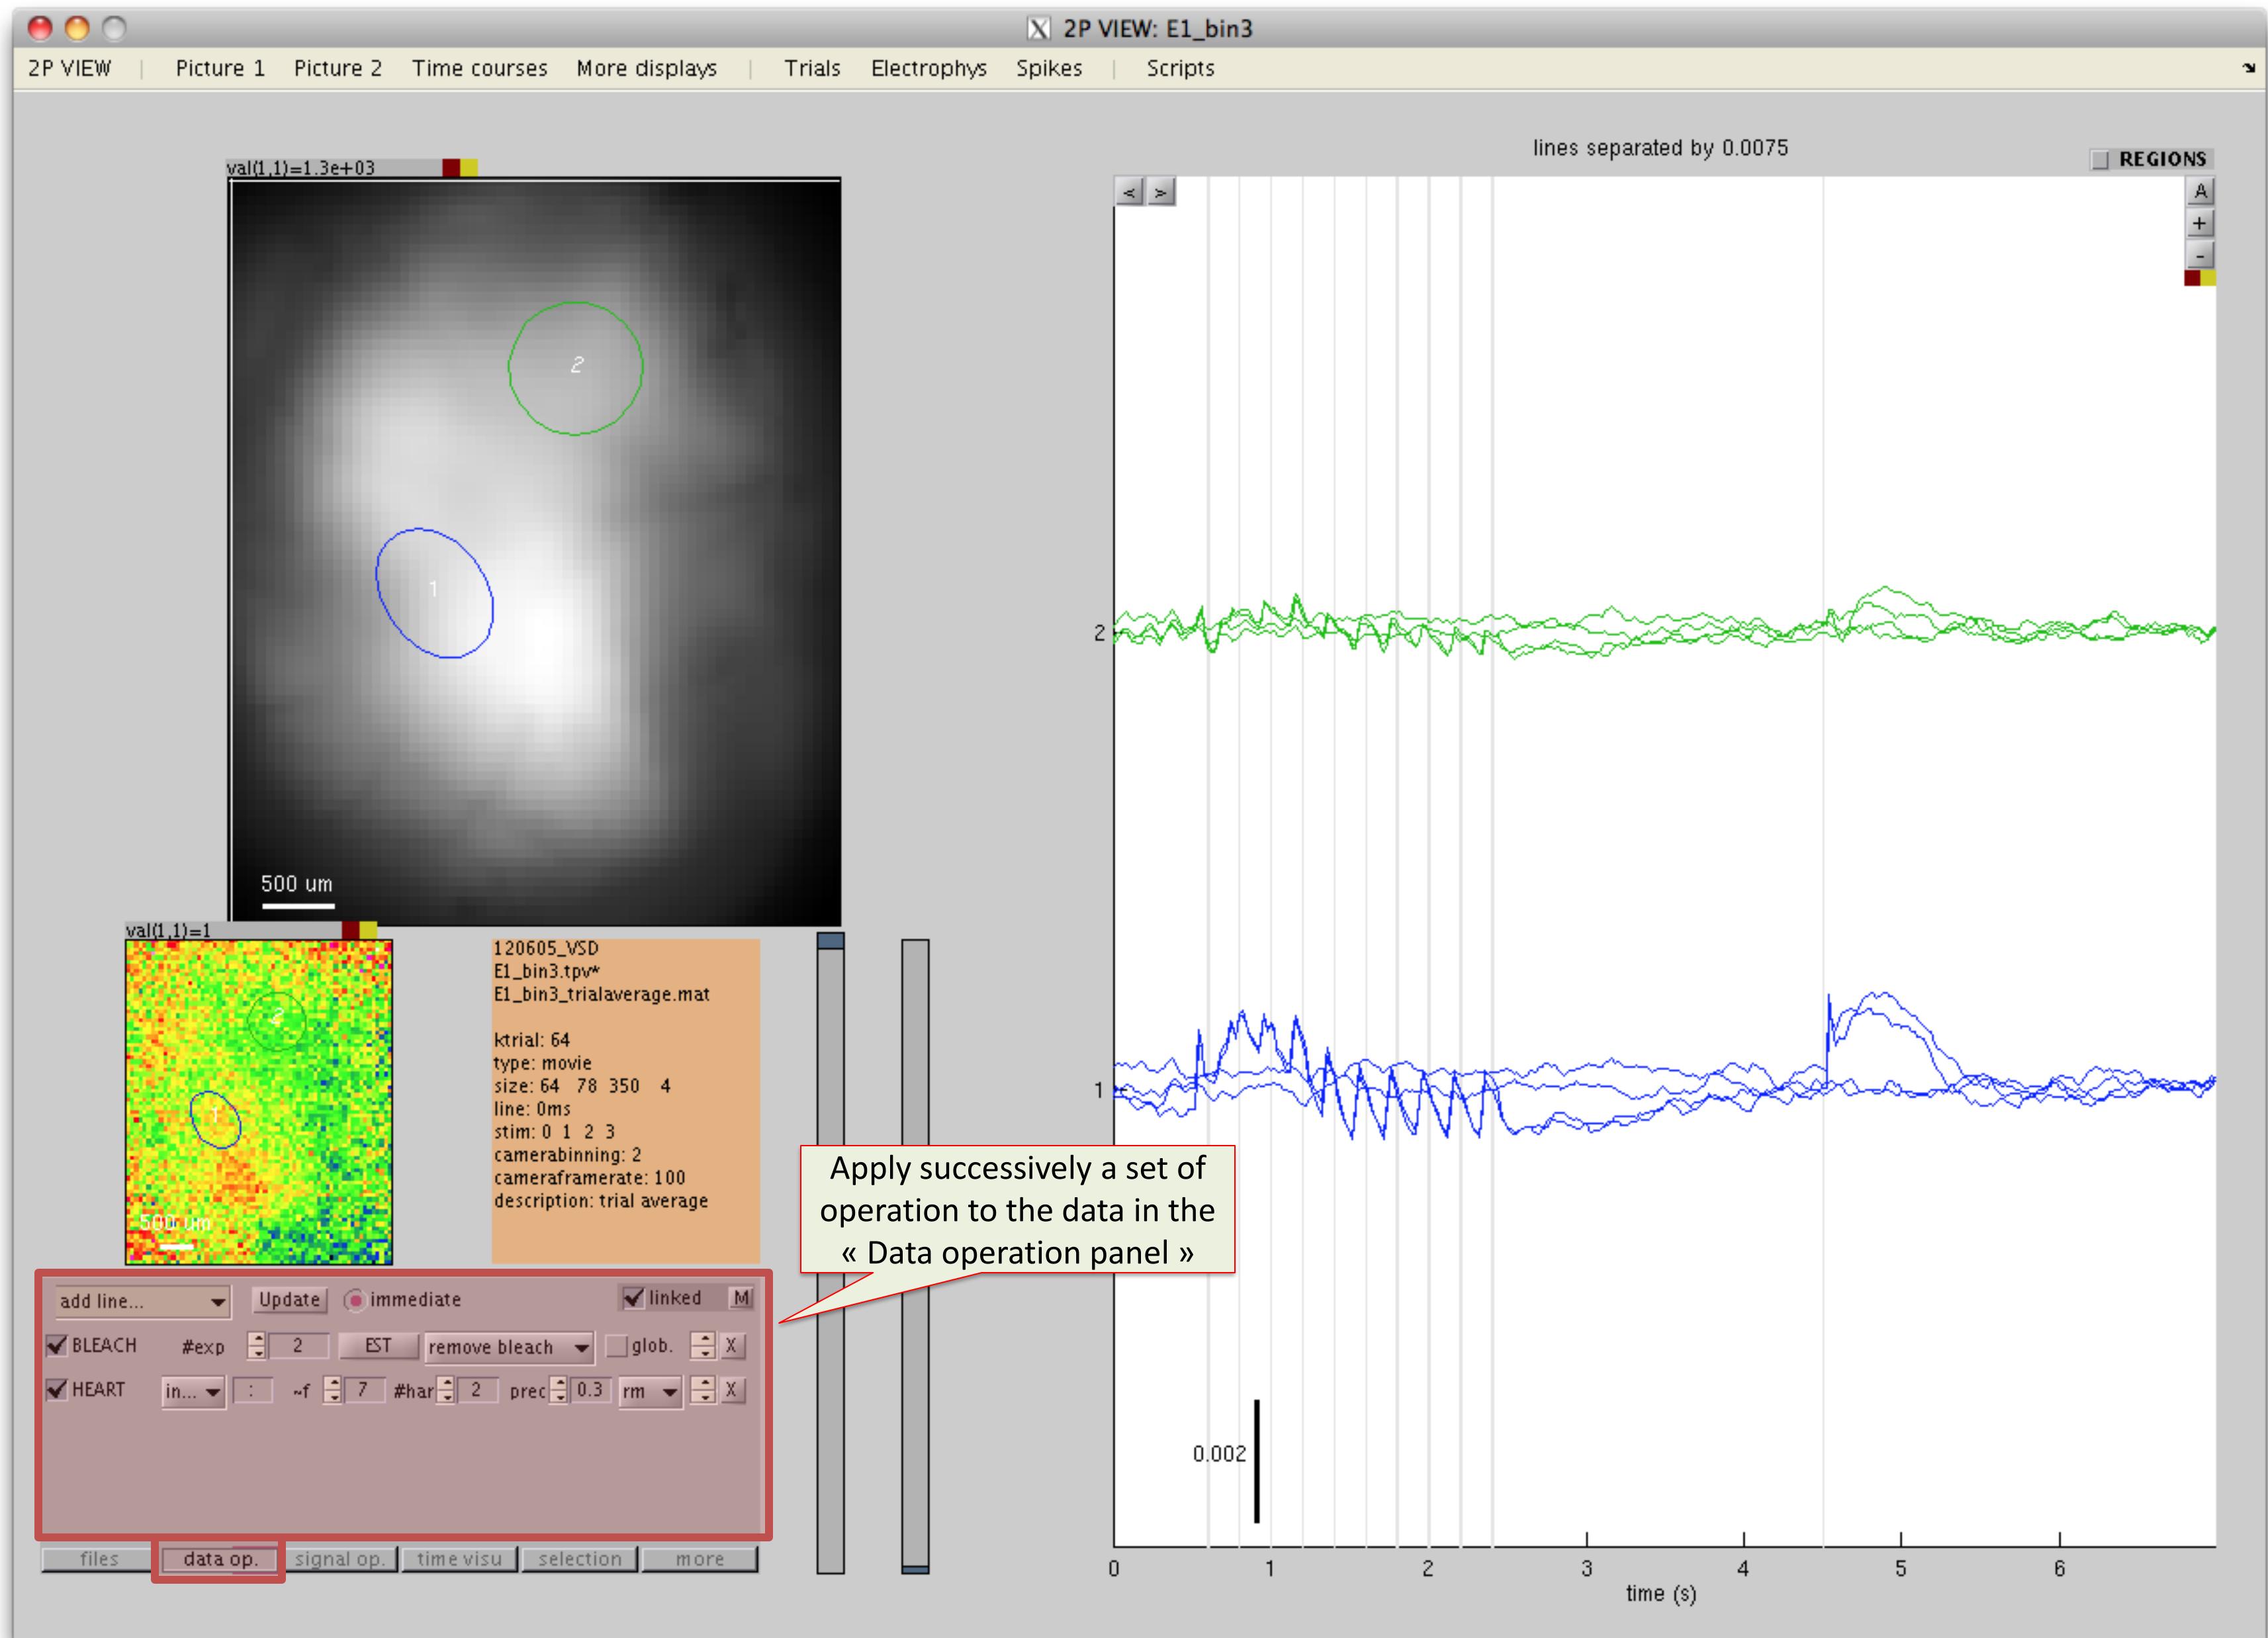 X 2P VIEW: E1_bin3
2P VIEW | Picture 1 Picture 2 Time courses More displays | Trials Electrophys Spikes | Scripts
val(1,1)=1.3e+03
2
1
500 um
lines separated by 0.0075
REGIONS
< >
A
+
-
2
1
0.002
0 1 2 3 4 5 6
time (s)
val(1,1)=1
2
1
500 um
120605_VSD
E1_bin3.tpv*
E1_bin3_trialaverage.mat
ktrial: 64
type: movie
size: 64 78 350 4
line: 0ms
stim: 0 1 2 3
camerabinning: 2
cameraframerate: 100
description: trial average
Apply successively a set of
operation to the data in the
« Data operation panel »
add line... Update immediate linked M
BLEACH #exp 2 EST remove bleach glob. X
HEART in... : ~f 7 #har 2 prec 0.3 rm X
files data op. signal op. time visu selection more